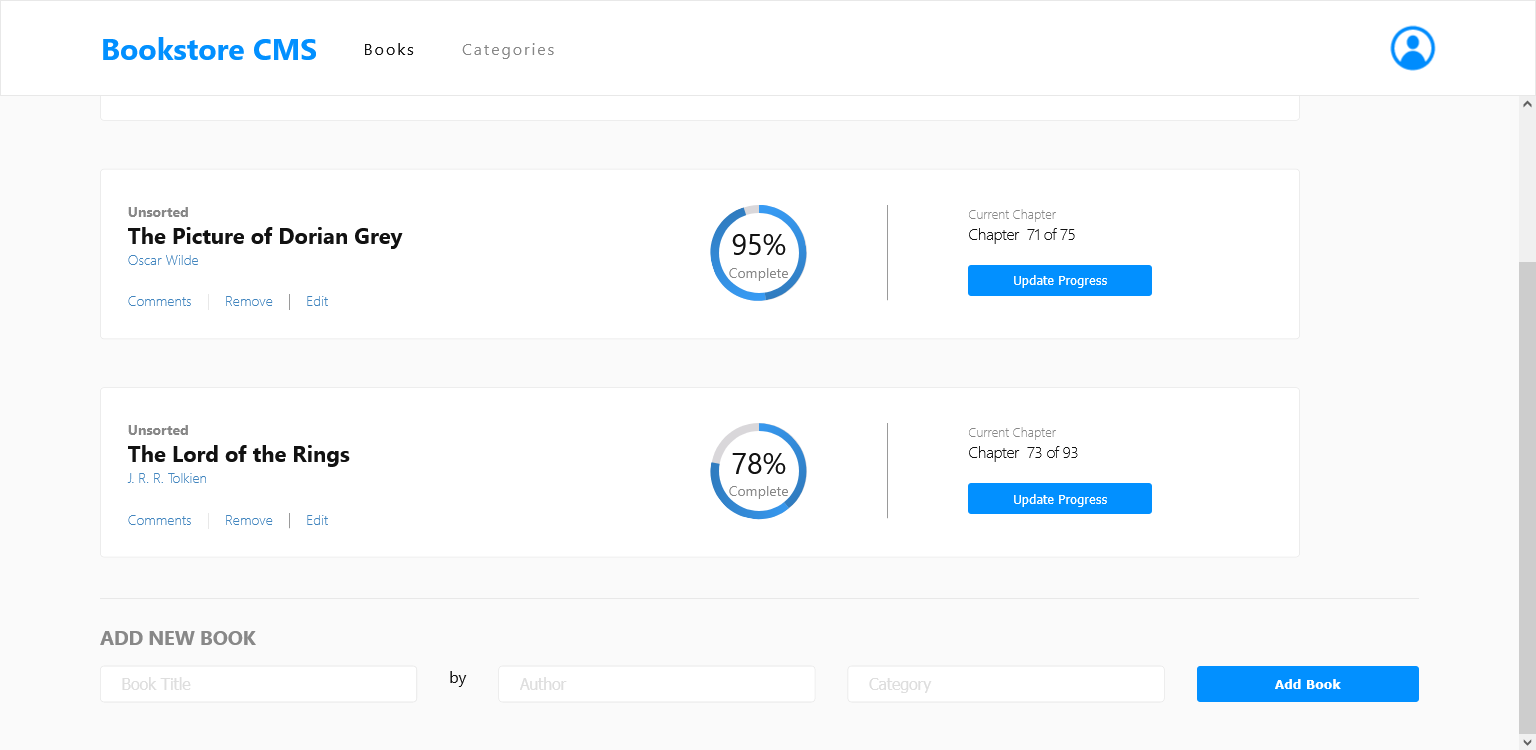 Bookstore CMS Books Categories
Unsorted
The Picture of Dorian Grey
Oscar Wilde
Comments Remove Edit
95%
Complete
Current Chapter
Chapter 71 of 75
Update Progress
Unsorted
The Lord of the Rings
J. R. R. Tolkien
Comments Remove Edit
78%
Complete
Current Chapter
Chapter 73 of 93
Update Progress
ADD NEW BOOK
Book Title by Author Category Add Book